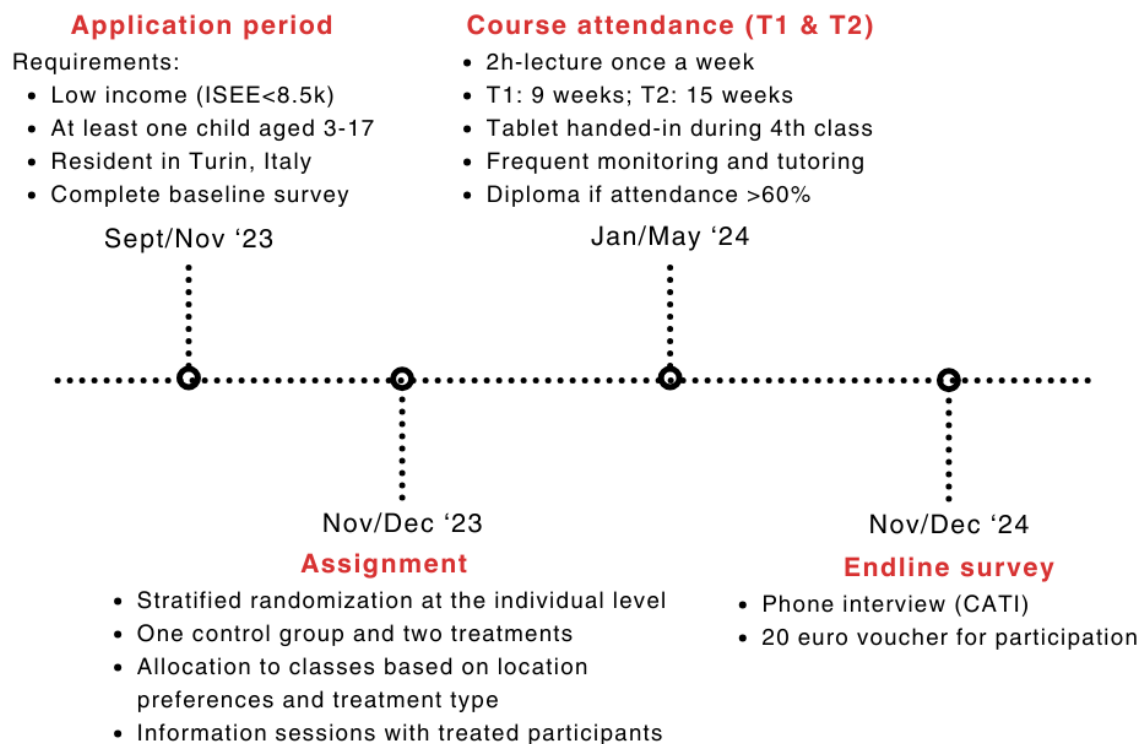 Application period
Requirements:
• Low income (ISEE<8.5k)
• At least one child aged 3-17
• Resident in Turin, Italy
• Complete baseline survey
Sept/Nov ‘23
Course attendance (T1 & T2)
• 2h-lecture once a week
• T1: 9 weeks; T2: 15 weeks
• Tablet handed-in during 4th class
• Frequent monitoring and tutoring
• Diploma if attendance >60%
Jan/May ‘24
Nov/Dec ‘23
Assignment
• Stratified randomization at the individual level
• One control group and two treatments
• Allocation to classes based on location
preferences and treatment type
• Information sessions with treated participants
Nov/Dec ‘24
Endline survey
• Phone interview (CATI)
• 20 euro voucher for participation